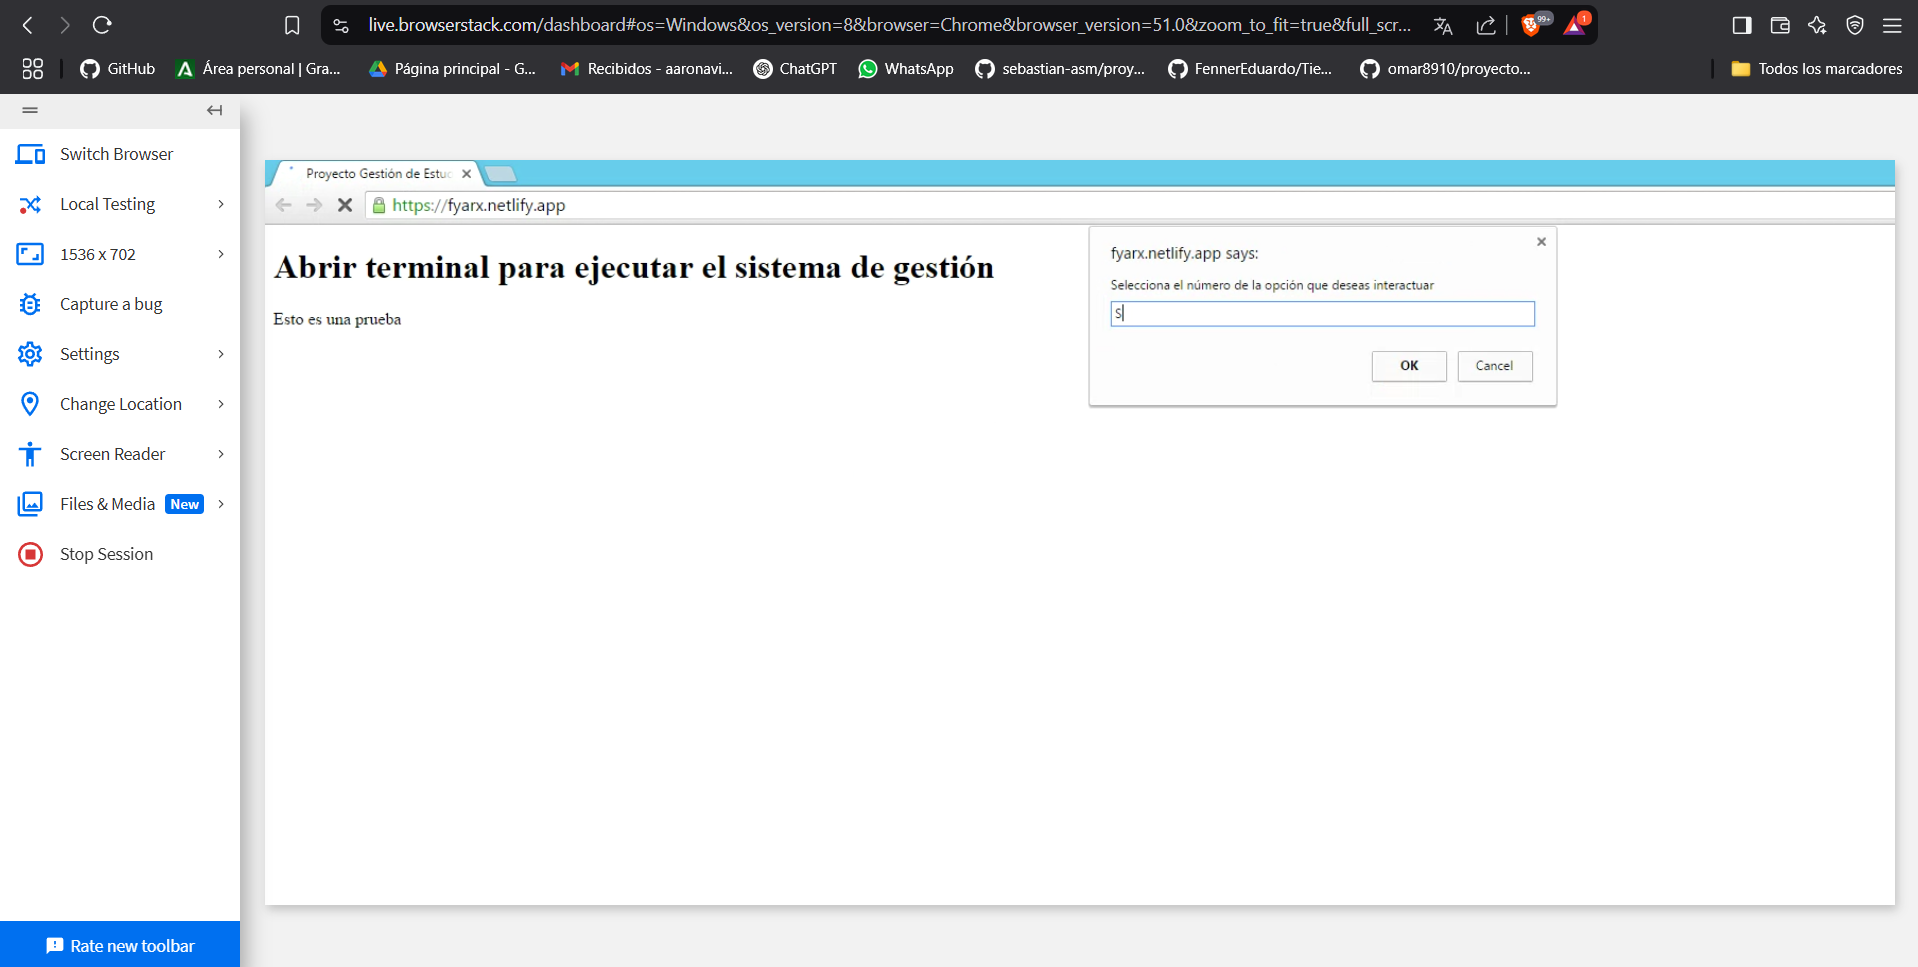 live.browserstack.com/dashboard#os=Windows&os_version=8&browser=Chrome&browser_version=51.0&zoom_to_fit=true&full_scr...
99+
1
GitHub
Área personal | Gra...
Página principal - G...
Recibidos - aaronavi...
ChatGPT
WhatsApp
sebastian-asm/proy...
FennerEduardo/Tie...
omar8910/proyecto...
Todos los marcadores
Switch Browser
Local Testing
1536 x 702
Capture a bug
Settings
Change Location
Screen Reader
Files & Media New
Stop Session
Rate new toolbar
Proyecto Gestión de Estuc
https://fyarx.netlify.app
Abrir terminal para ejecutar el sistema de gestión
Esto es una prueba
fyarx.netlify.app says:
Selecciona el número de la opción que deseas interactuar
S
OK
Cancel